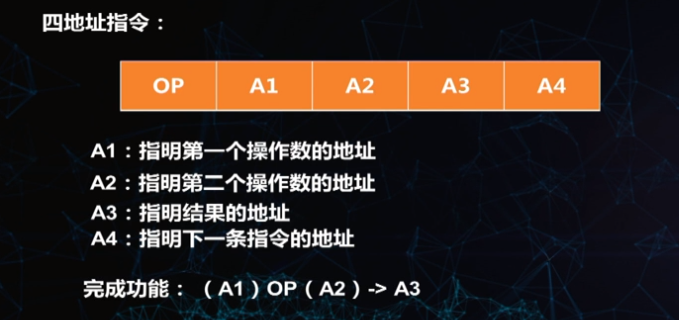 四地址指令：
OP A1 A2 A3 A4
A1：指明第一个操作数的地址
A2：指明第二个操作数的地址
A3：指明结果的地址
A4：指明下一条指令的地址
完成功能：（A1）OP（A2）-> A3